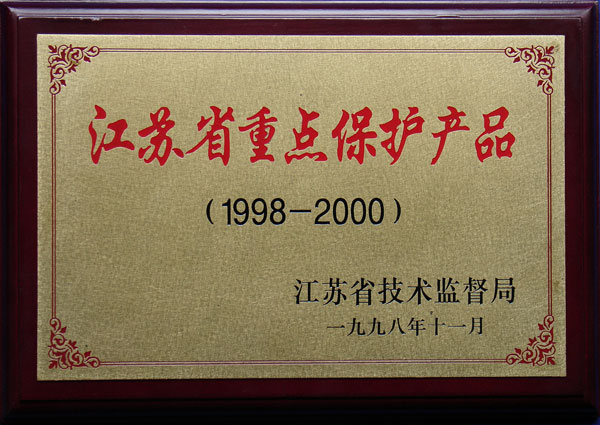 江苏省重点保护产品
（1998－2000）
江苏省技术监督局
一九九八年十一月